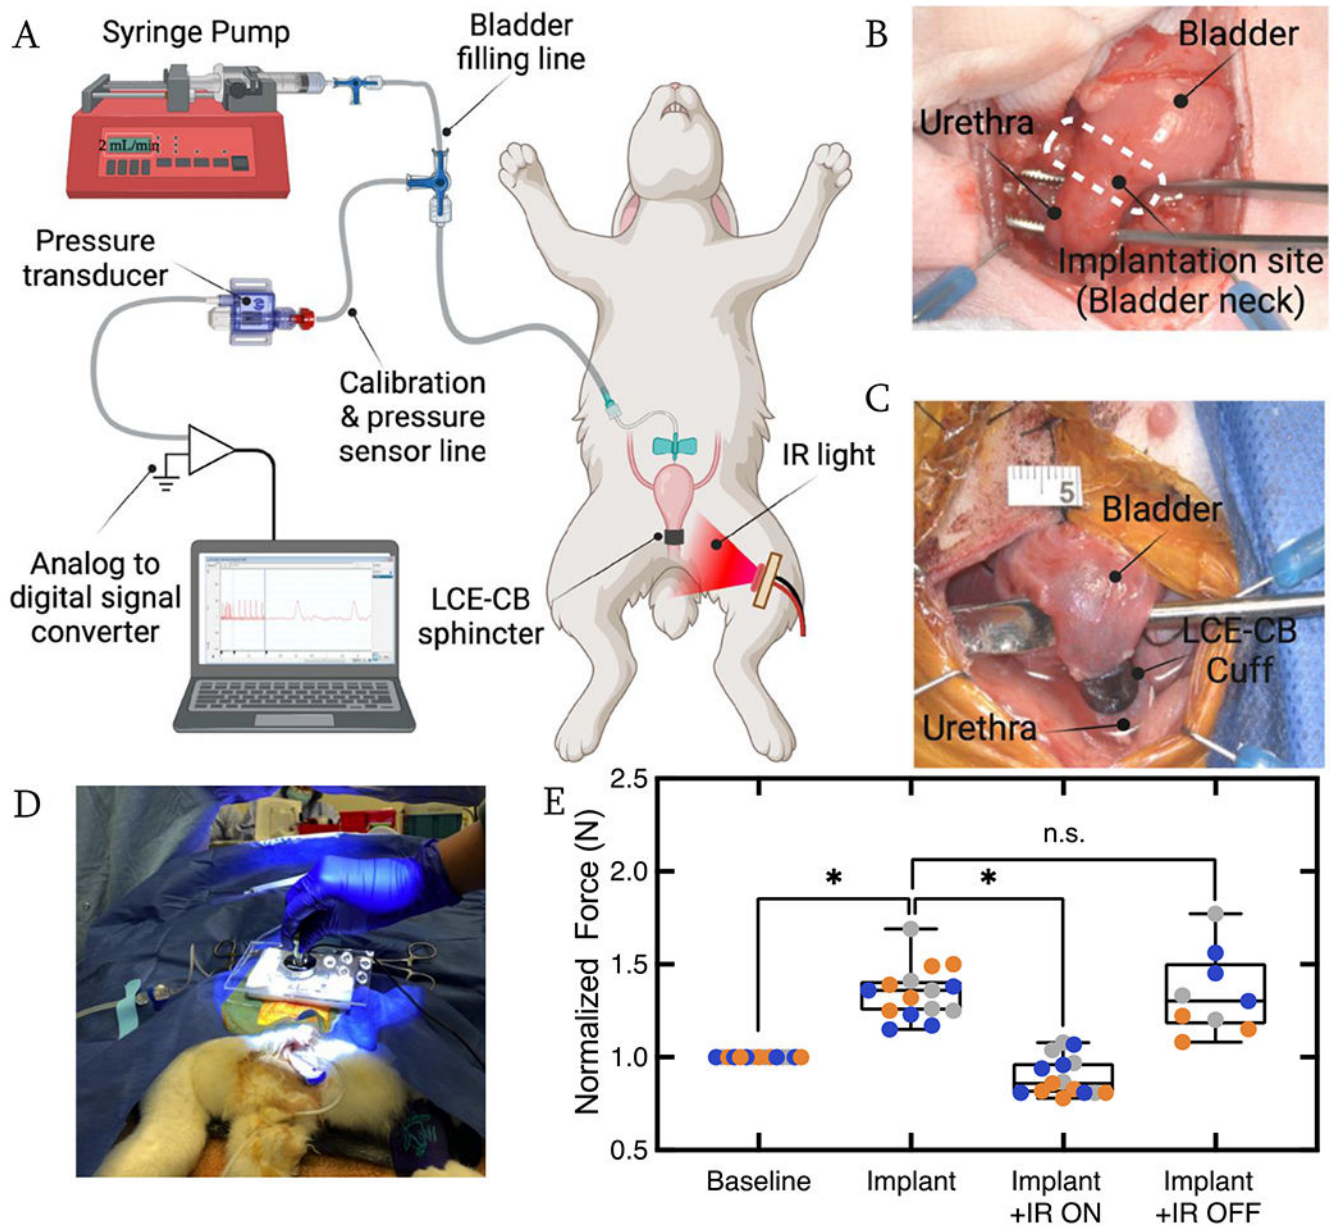 A
Syringe Pump
2 mL/min
Bladder
filling line
Pressure
transducer
Calibration
& pressure
sensor line
IR light
Analog to
digital signal
converter
LCE-CB
sphincter
B
Bladder
Urethra
Implantation site
(Bladder neck)
C
5
Bladder
LCE-CB
Cuff
Urethra
D
E
Normalized Force (N)
2.5
2.0
1.5
1.0
0.5
*
*
n.s.
Baseline
Implant
Implant
+IR ON
Implant
+IR OFF